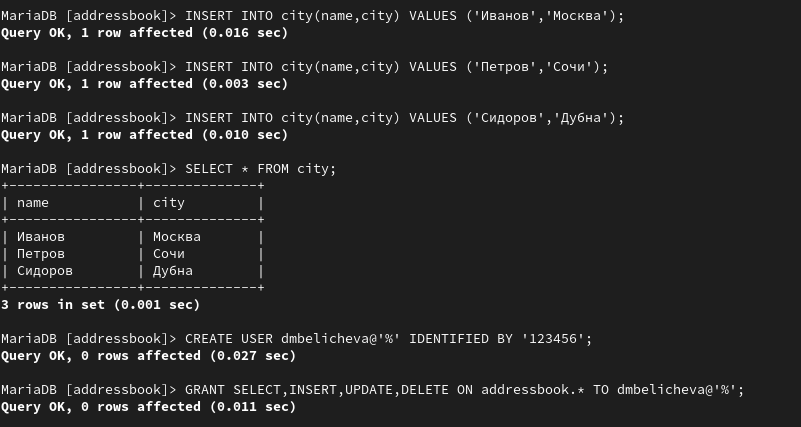 MariaDB [addressbook]> INSERT INTO city(name,city) VALUES ('Иванов','Москва');
Query OK, 1 row affected (0.016 sec)
MariaDB [addressbook]> INSERT INTO city(name,city) VALUES ('Петров','Сочи');
Query OK, 1 row affected (0.003 sec)
MariaDB [addressbook]> INSERT INTO city(name,city) VALUES ('Сидоров','Дубна');
Query OK, 1 row affected (0.010 sec)
MariaDB [addressbook]> SELECT * FROM city;
+----------------+--------------+
| name           | city         |
+----------------+--------------+
| Иванов         | Москва       |
| Петров         | Сочи         |
| Сидоров        | Дубна        |
+----------------+--------------+
3 rows in set (0.001 sec)
MariaDB [addressbook]> CREATE USER dmbelicheva@'%' IDENTIFIED BY '123456';
Query OK, 0 rows affected (0.027 sec)
MariaDB [addressbook]> GRANT SELECT,INSERT,UPDATE,DELETE ON addressbook.* TO dmbelicheva@'%';
Query OK, 0 rows affected (0.011 sec)